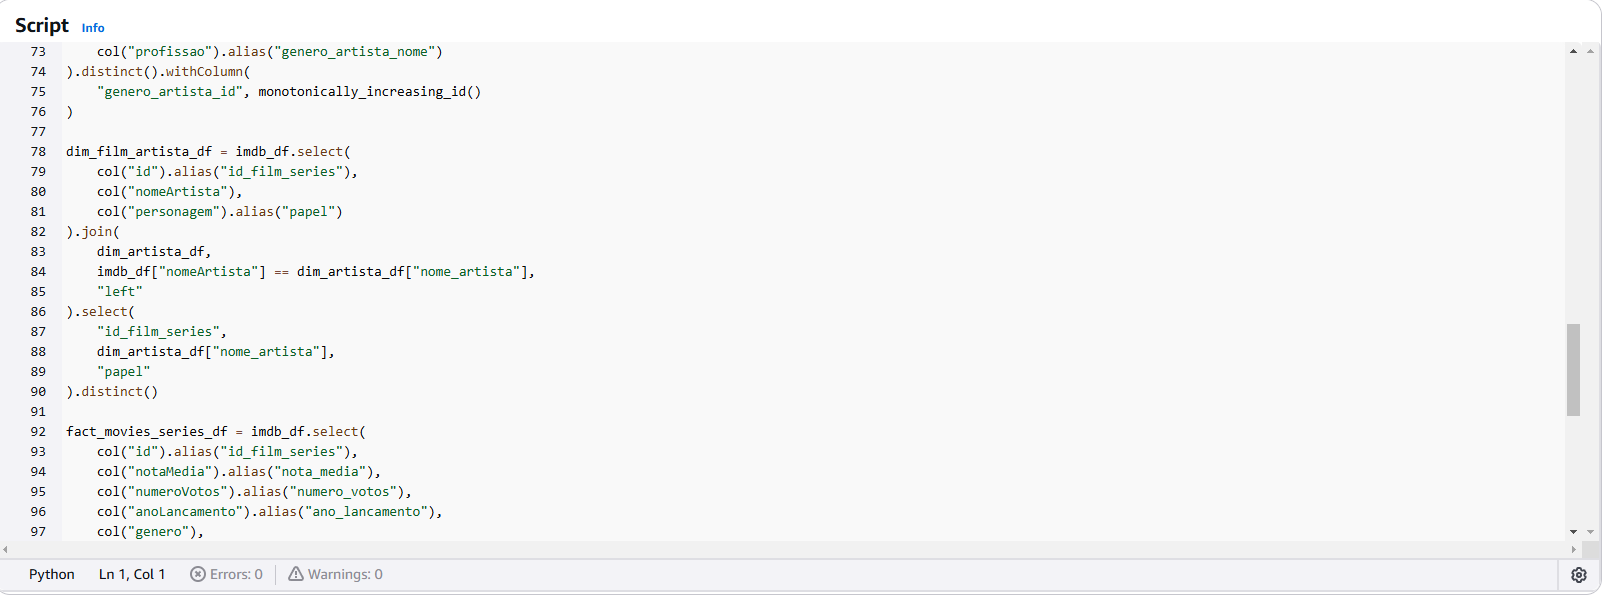 Script Info
73 col("profissao").alias("genero_artista_nome")
74 ).distinct().withColumn(
75 "genero_artista_id", monotonically_increasing_id()
76 )
77
78 dim_film_artista_df = imdb_df.select(
79 col("id").alias("id_film_series"),
80 col("nomeArtista"),
81 col("personagem").alias("papel")
82 ).join(
83 dim_artista_df,
84 imdb_df["nomeArtista"] == dim_artista_df["nome_artista"],
85 "left"
86 ).select(
87 "id_film_series",
88 dim_artista_df["nome_artista"],
89 "papel"
90 ).distinct()
91
92 fact_movies_series_df = imdb_df.select(
93 col("id").alias("id_film_series"),
94 col("notaMedia").alias("nota_media"),
95 col("numeroVotos").alias("numero_votos"),
96 col("anoLancamento").alias("ano_lancamento"),
97 col("genero"),
Python Ln 1, Col 1 Errors: 0 Warnings: 0